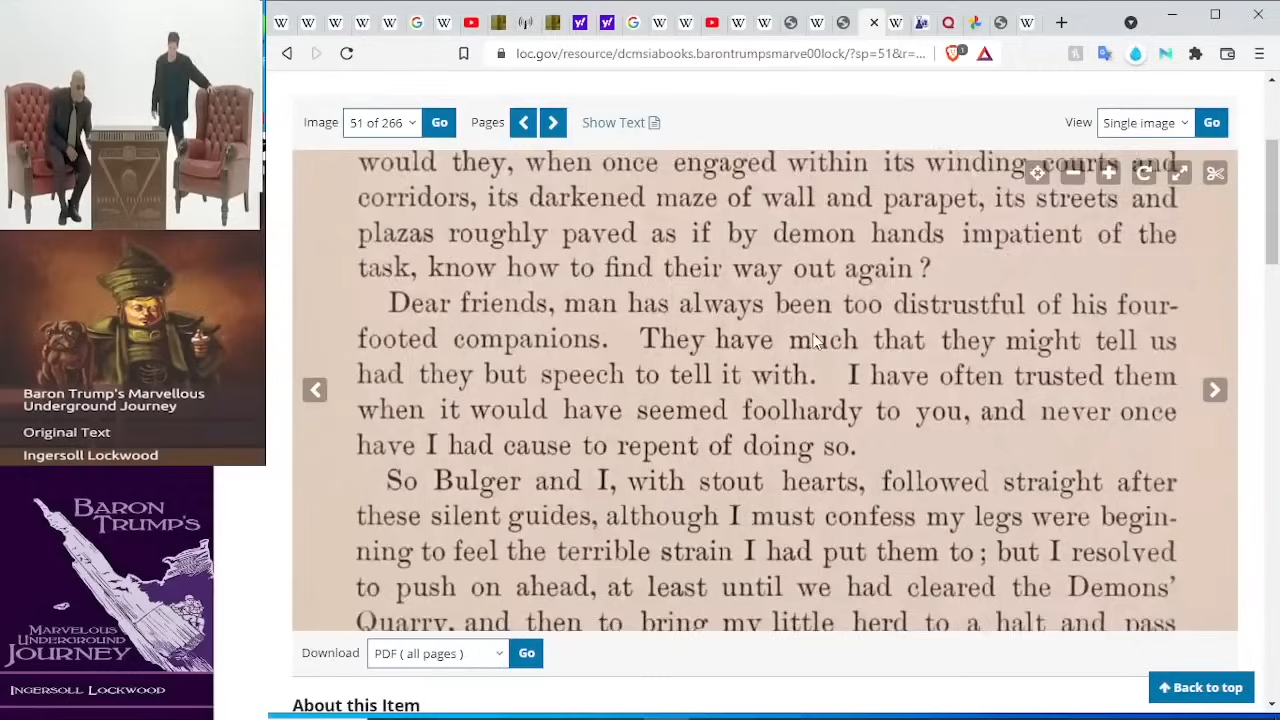 loc.gov/resource/dcmsiabooks.barontrumpsmarve00lock/?sp=51&r=...
Image
51 of 266
Go
Pages
Show Text
View
Single image
Go
would they, when once engaged within its winding courts and
corridors, its darkened maze of wall and parapet, its streets and
plazas roughly paved as if by demon hands impatient of the
task, know how to find their way out again?
Dear friends, man has always been too distrustful of his four-
footed companions. They have much that they might tell us
had they but speech to tell it with. I have often trusted them
when it would have seemed foolhardy to you, and never once
have I had cause to repent of doing so.
So Bulger and I, with stout hearts, followed straight after
these silent guides, although I must confess my legs were begin-
ning to feel the terrible strain I had put them to; but I resolved
to push on ahead, at least until we had cleared the Demons'
Quarry, and then to bring my little herd to a halt and pass
Download
PDF ( all pages )
Go
Back to top
About this Item
Baron Trump's Marvellous
Underground Journey
Original Text
Ingersoll Lockwood
BARON
TRUMP'S
MARVELOUS
UNDERGROUND
JOURNEY
INGERSOLL LOCKWOOD